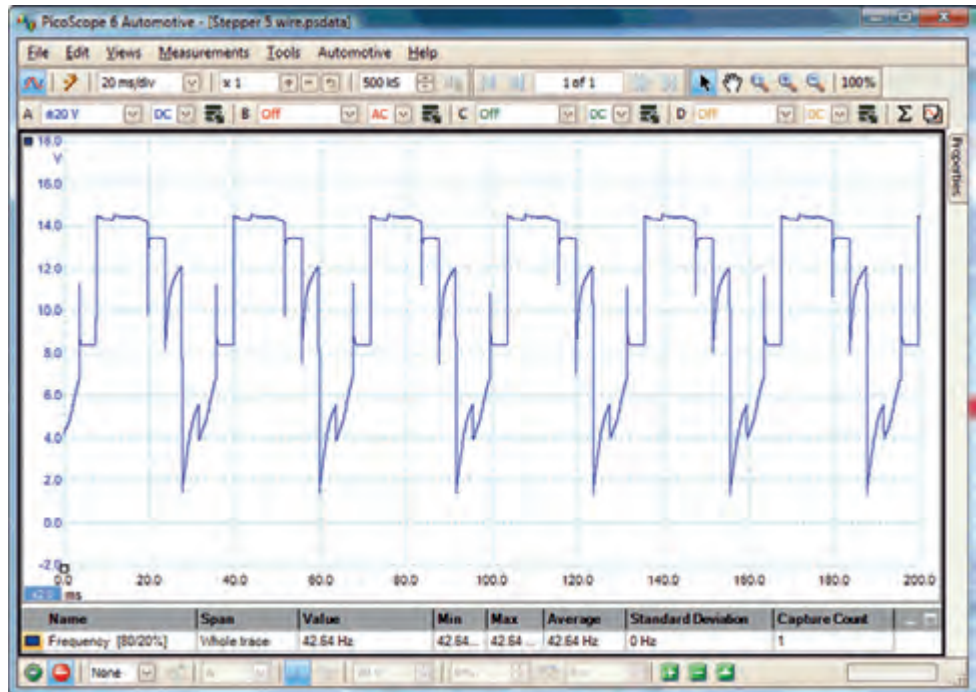 PicoScope 6 Automotive - [Stepper 5 wire.psdata]
File Edit Views Measurements Tools Automotive Help
20 ms/div x 1 500 kS 1 of 1 100%
A ±20 V DC B Off AC C Off DC D Off DC Σ
18.0
V
16.0
14.0
12.0
10.0
8.0
6.0
4.0
2.0
0.0
-2.0
0.0 20.0 40.0 60.0 80.0 100.0 120.0 140.0 160.0 180.0 200.0
ms
Properties
Name Span Value Min Max Average Standard Deviation Capture Count
Frequency [80/20%] Whole trace 42.64 Hz 42.64... 42.64 ... 42.64 Hz 0 Hz 1
None A